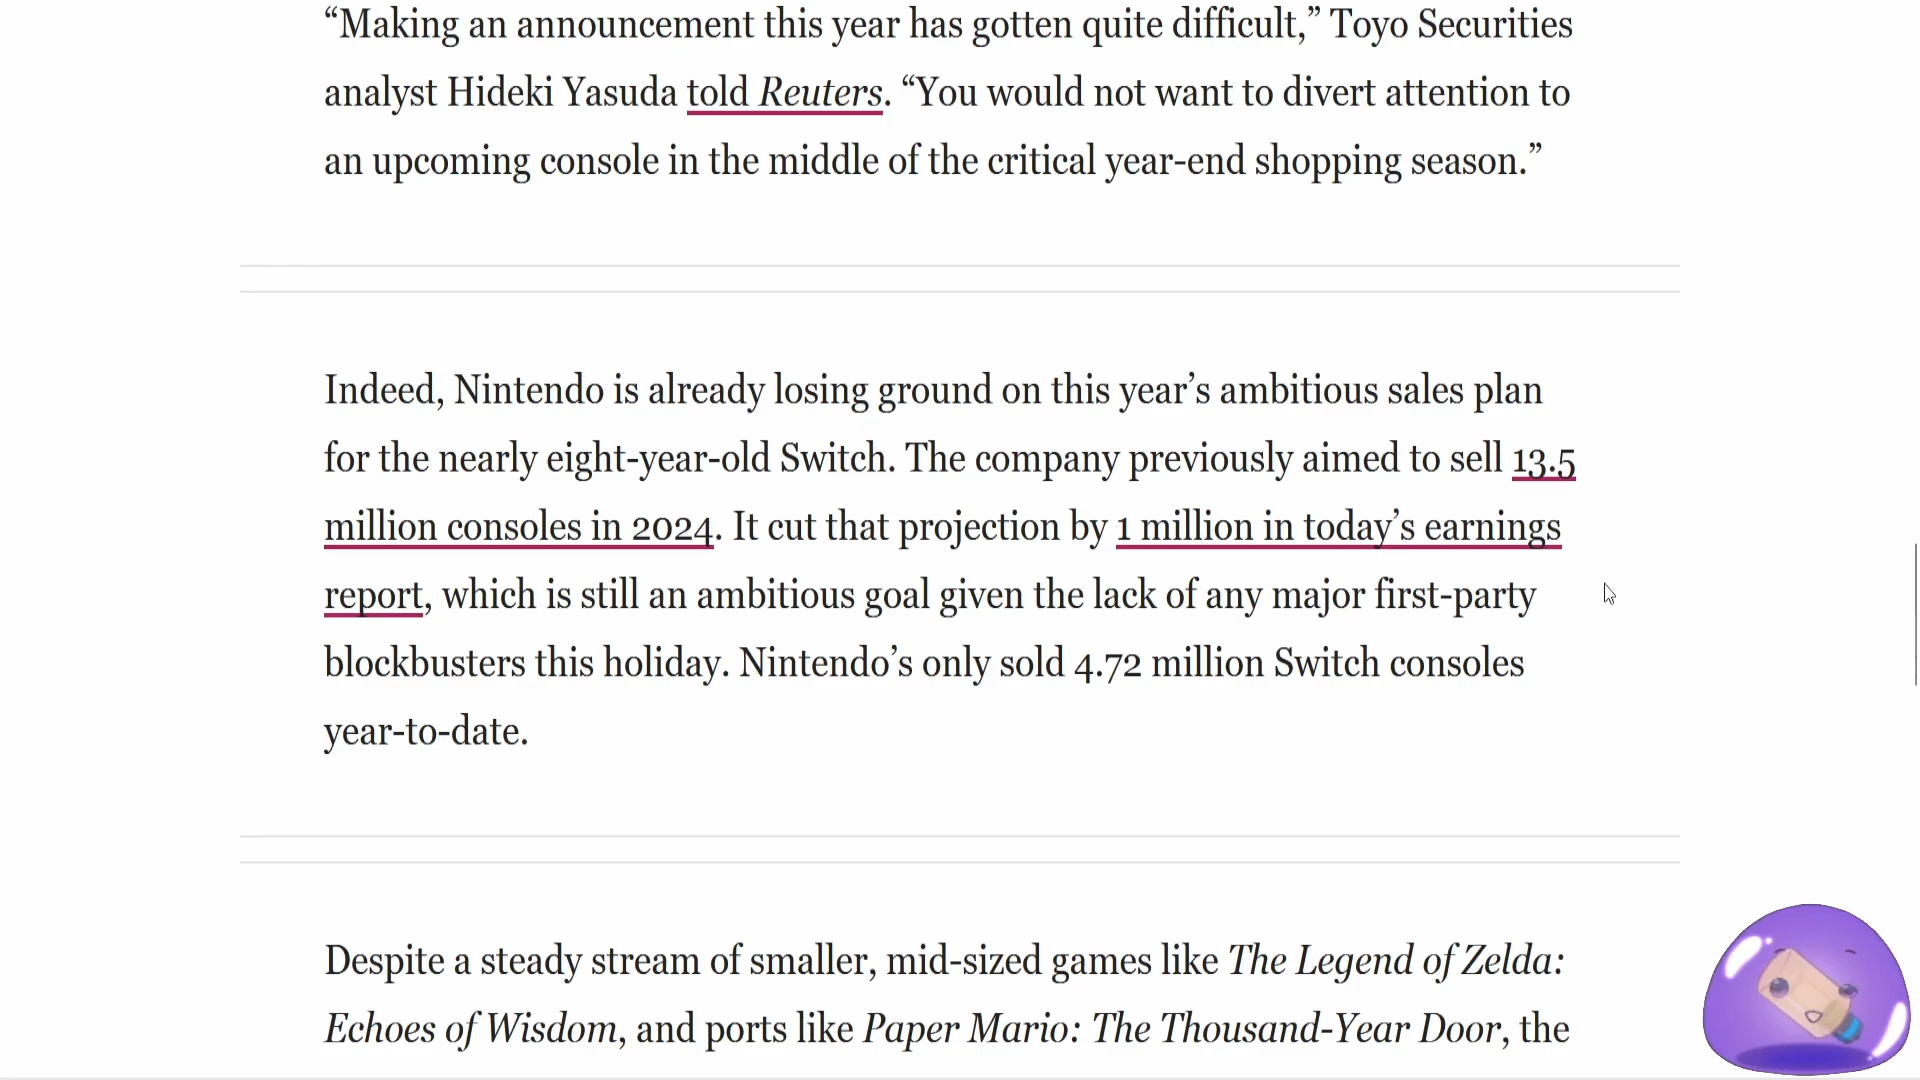 “Making an announcement this year has gotten quite difficult,” Toyo Securities
analyst Hideki Yasuda told Reuters. “You would not want to divert attention to
an upcoming console in the middle of the critical year-end shopping season.”
Indeed, Nintendo is already losing ground on this year’s ambitious sales plan
for the nearly eight-year-old Switch. The company previously aimed to sell 13.5
million consoles in 2024. It cut that projection by 1 million in today’s earnings
report, which is still an ambitious goal given the lack of any major first-party
blockbusters this holiday. Nintendo’s only sold 4.72 million Switch consoles
year-to-date.
Despite a steady stream of smaller, mid-sized games like The Legend of Zelda:
Echoes of Wisdom, and ports like Paper Mario: The Thousand-Year Door, the